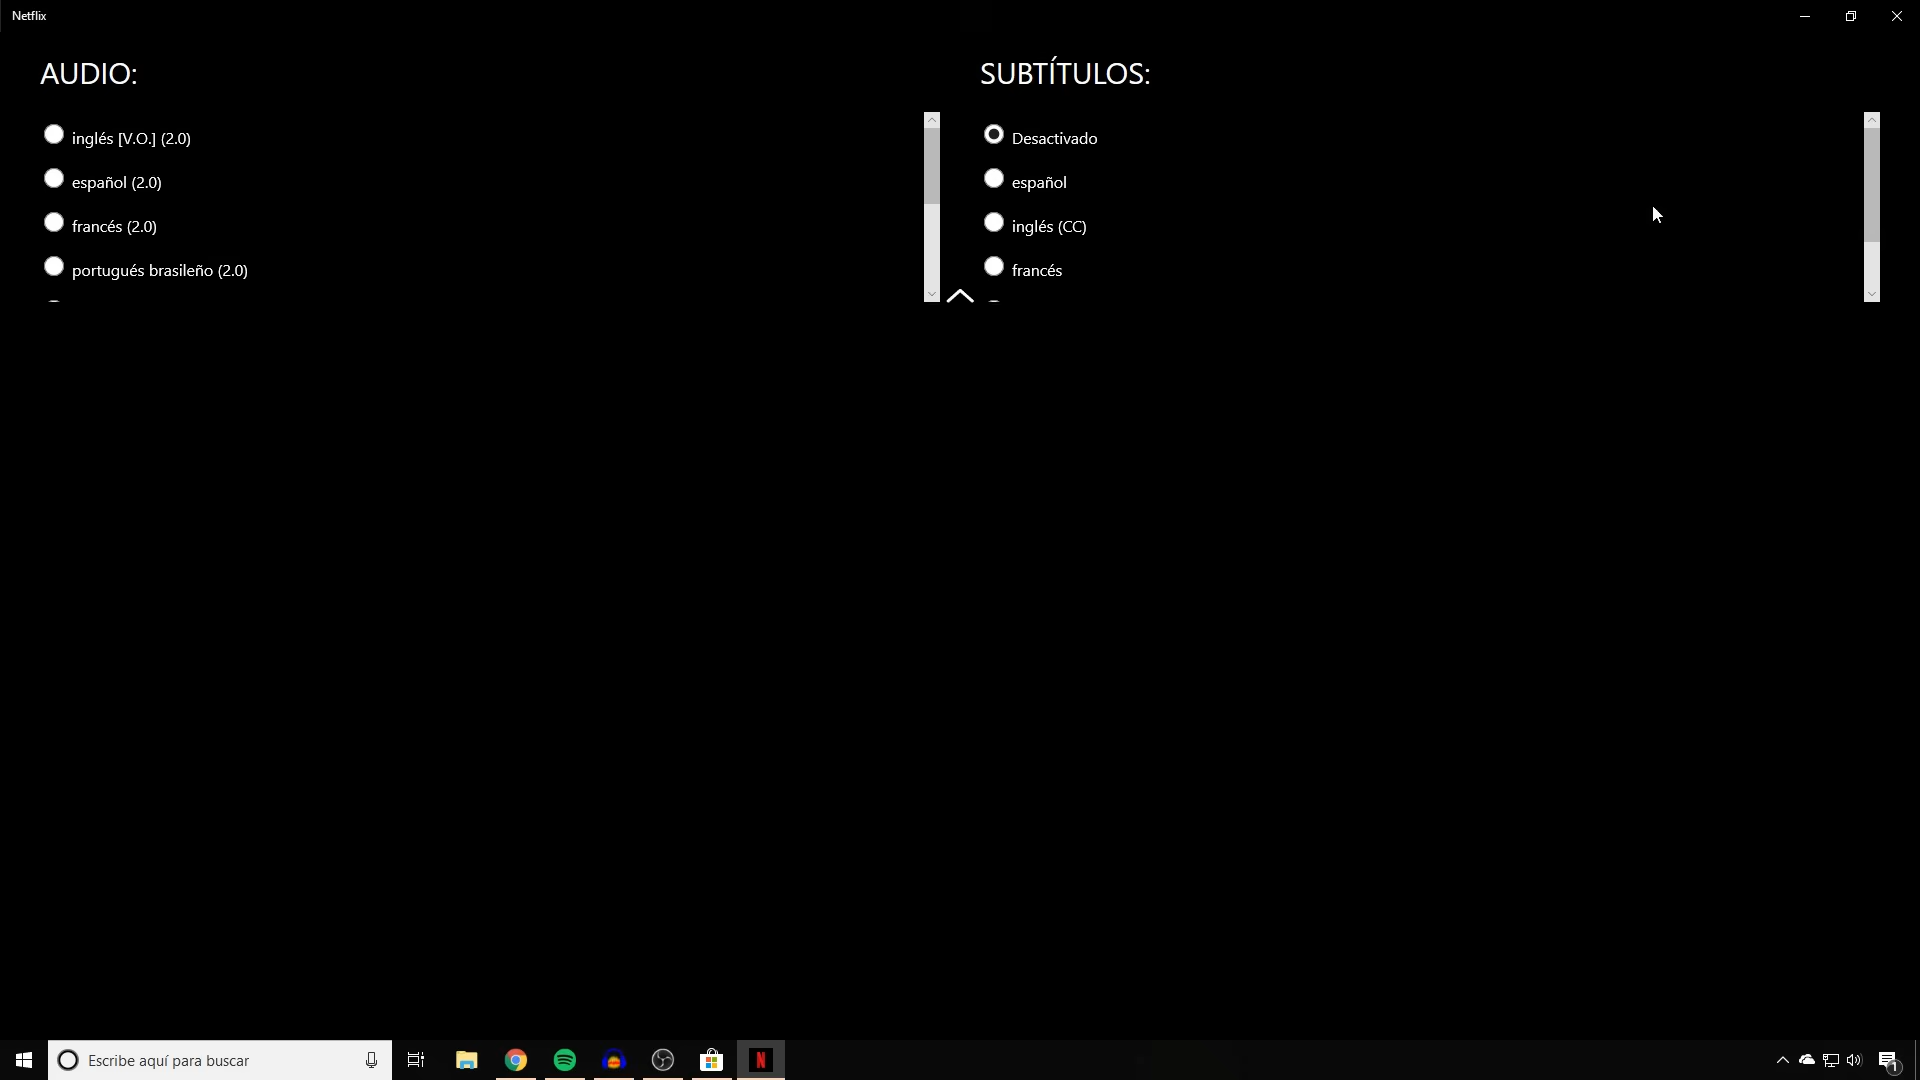 Netflix
AUDIO:
inglés [V.O.] (2.0)
español (2.0)
francés (2.0)
portugués brasileño (2.0)
SUBTÍTULOS:
Desactivado
español
inglés (CC)
francés
Escribe aquí para buscar
N
1